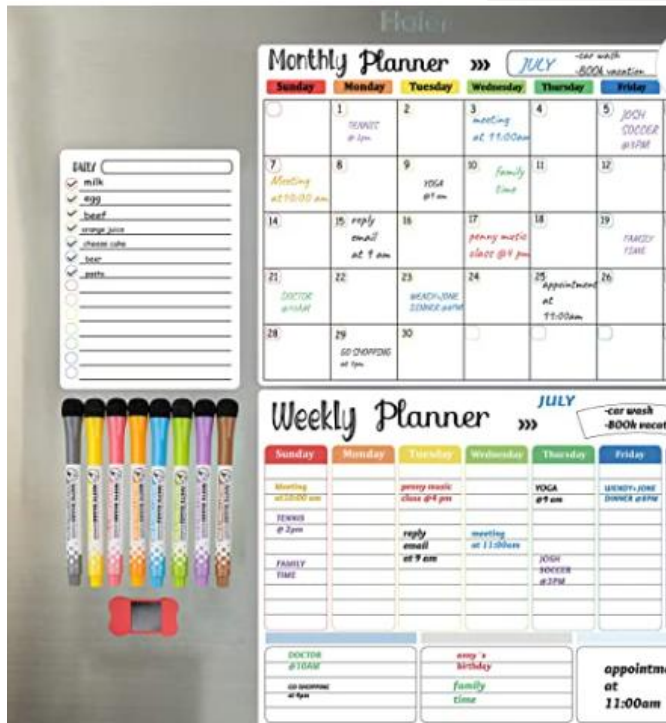 Haier
Monthly Planner
JULY
-car wash
-BOOk vacation
Sunday Monday Tuesday Wednesday Thursday Friday
1 2 3 4 5
TENNIS
@ 2pm
meeting
at 11:00am
JOSH
SOCCER
@3PM
7 8 9 10 11 12
Meeting
at 10:00 am
YOGA
@9 am
family
time
14 15 16 17 18 19
reply
email
at 9 am
penny music
class @4 pm
FAMILY
TIME
21 22 23 24 25 26
DOCTOR
@10AM
WENDY+JONE
DINNER @8PM
appointment
at
11:00am
28 29 30
GO SHOPPING
DAILY
milk
egg
beef
orange juice
cheese cake
beer
pasta
Weekly Planner
JULY
-car wash
-BOOk vacat
Sunday Monday Tuesday Wednesday Thursday Friday
Meeting
at10:00 am
TENNIS
@ 2pm
FAMILY
TIME
penny music
class @4 pm
reply
email
at 9 am
meeting
at 11:00am
YOGA
@9 am
JOSH
SOCCER
@3PM
WENDY+JONE
DINNER @8PM
DOCTOR
@10AM
GO SHOPPING
amy's
birthday
family
time
appointme
at
11:00am